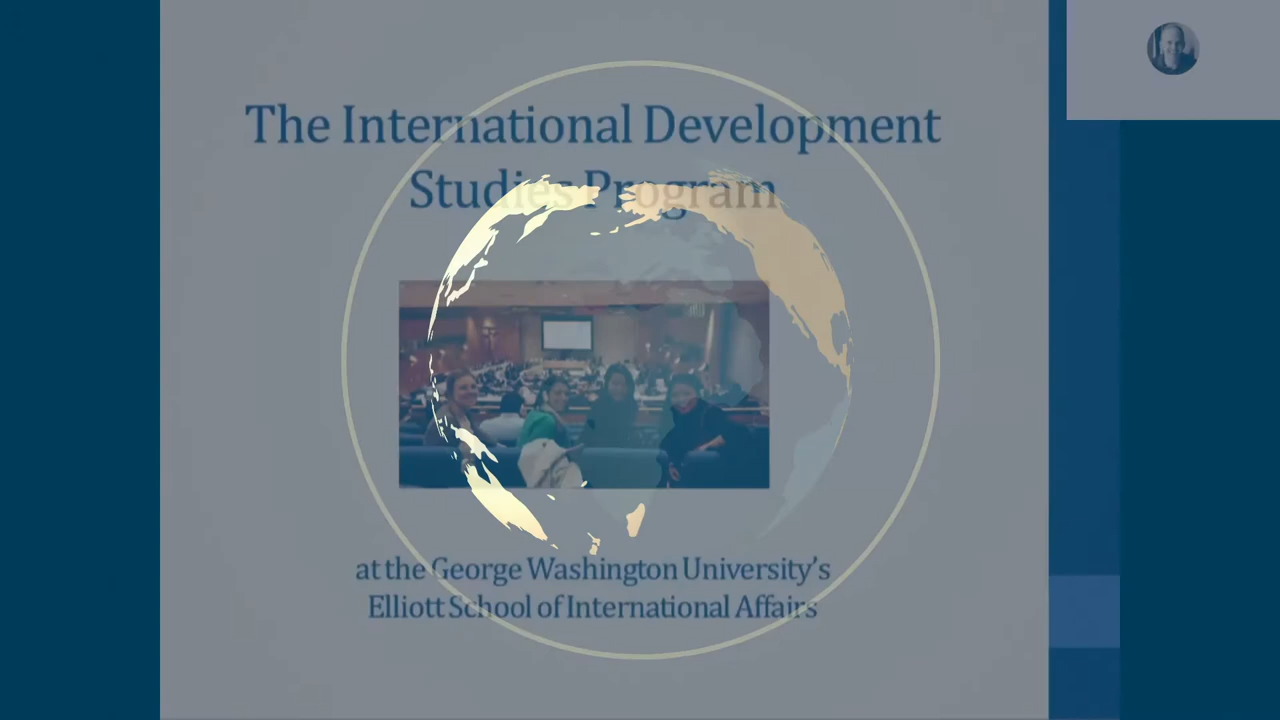 The International Development
Studies Program
at the George Washington University’s
Elliott School of International Affairs